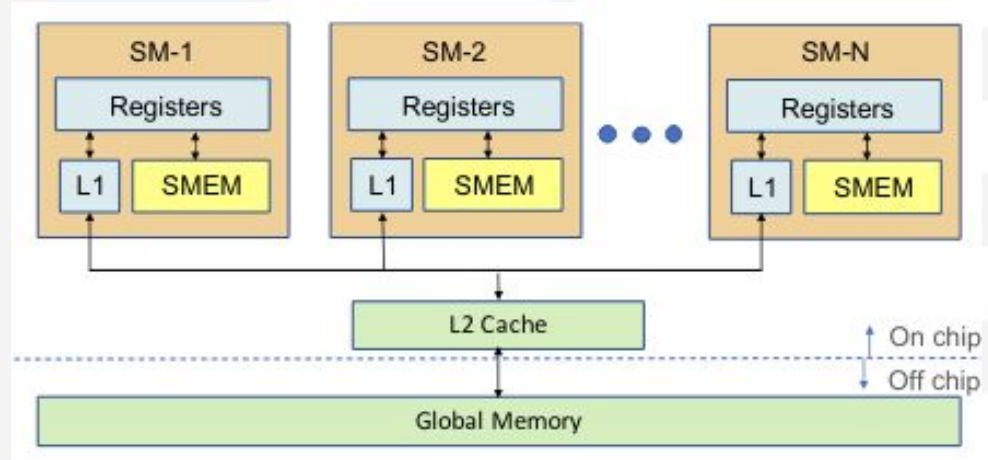 SM-1
Registers
L1
SMEM
SM-2
Registers
L1
SMEM
SM-N
Registers
L1
SMEM
L2 Cache
On chip
Off chip
Global Memory